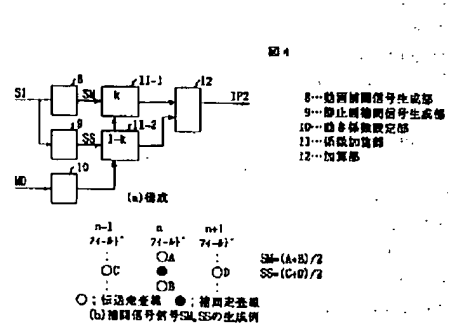 図4
S1
8
SM
k
11-1
12
IP2
9
SS
1-k
11-2
MD
10
(a)構成
8…動画補間信号生成部
9…静止画補間信号生成部
10…動き係数設定部
11…係数加算部
12…加算部
n-1 n n+1
フィールド フィールド フィールド
○A
○C ● ○D
○B
SM=(A+B)/2
SS=(C+D)/2
○;伝送走査線 ●;補間走査線
(b)補間信号SM,SSの生成例